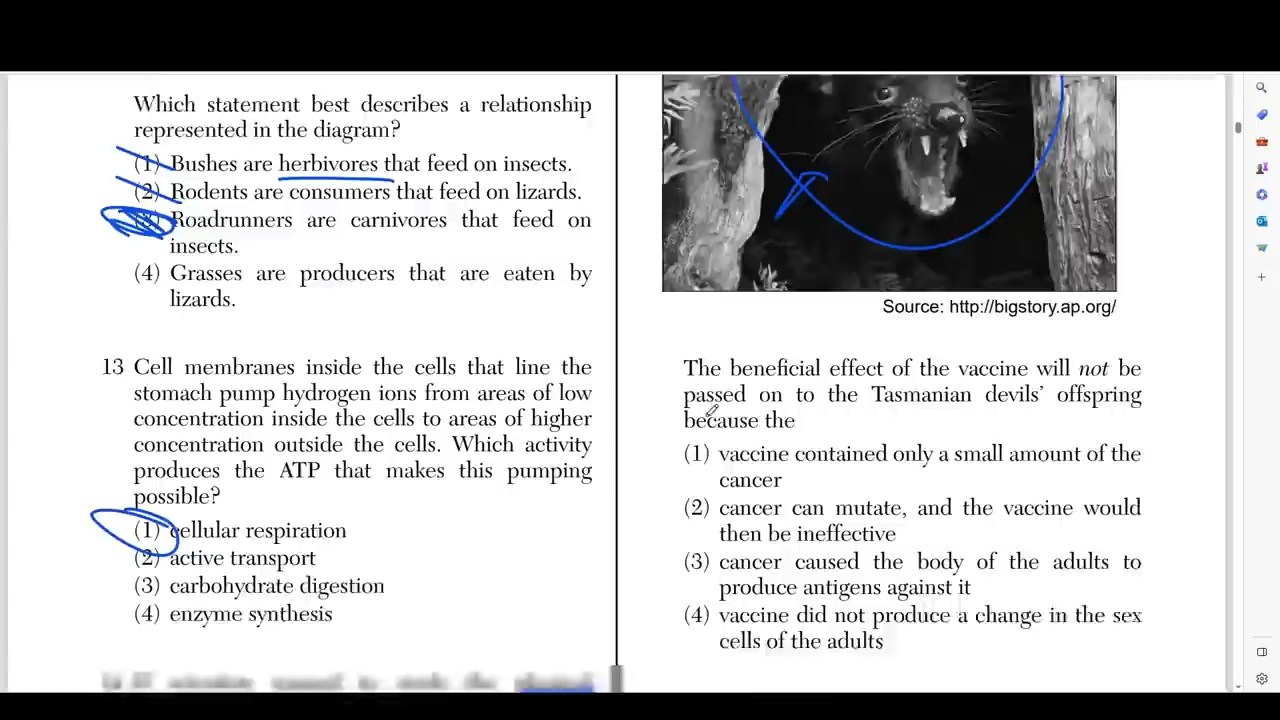 Which statement best describes a relationship
represented in the diagram?
(1) Bushes are herbivores that feed on insects.
(2) Rodents are consumers that feed on lizards.
Roadrunners are carnivores that feed on
insects.
(4) Grasses are producers that are eaten by
lizards.
13 Cell membranes inside the cells that line the
stomach pump hydrogen ions from areas of low
concentration inside the cells to areas of higher
concentration outside the cells. Which activity
produces the ATP that makes this pumping
possible?
(1) cellular respiration
(2) active transport
(3) carbohydrate digestion
(4) enzyme synthesis
Source: http://bigstory.ap.org/
The beneficial effect of the vaccine will not be
passed on to the Tasmanian devils’ offspring
because the
(1) vaccine contained only a small amount of the
cancer
(2) cancer can mutate, and the vaccine would
then be ineffective
(3) cancer caused the body of the adults to
produce antigens against it
(4) vaccine did not produce a change in the sex
cells of the adults